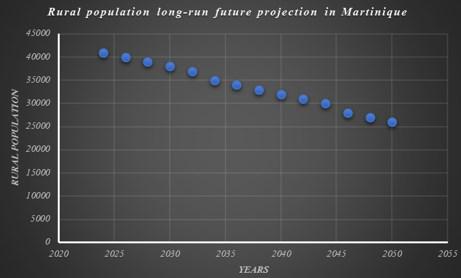 Rural population long-run future projection in Martinique
45000
40000
35000
30000
25000
20000
15000
10000
5000
0
RURAL POPULATION
2020 2025 2030 2035 2040 2045 2050 2055
YEARS